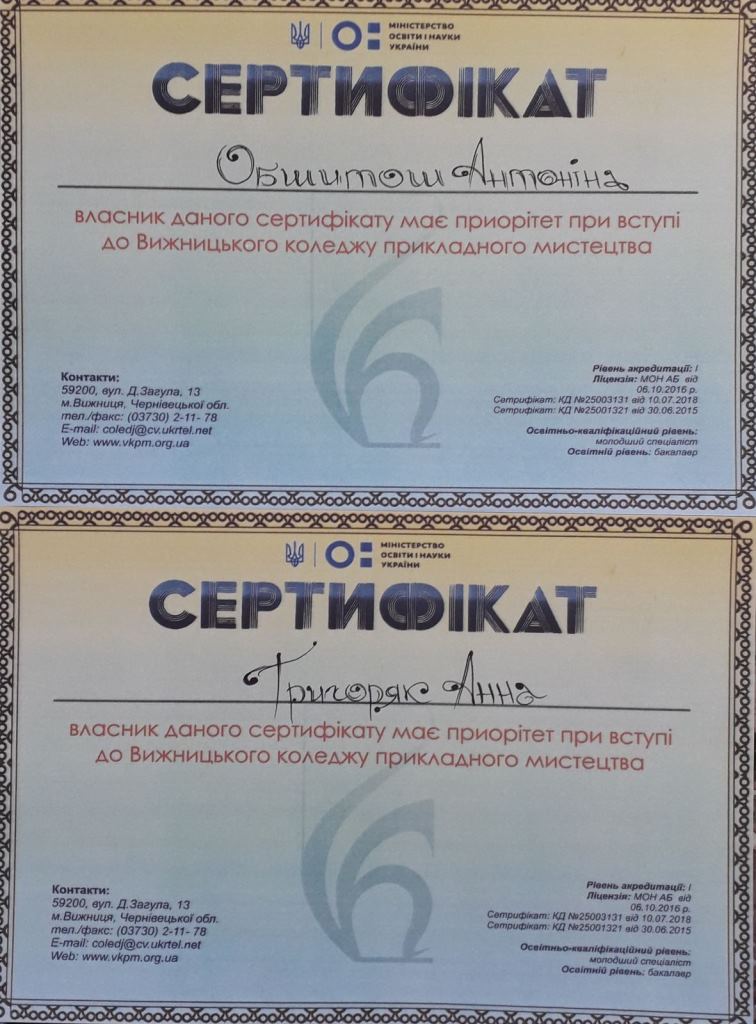 МІНІСТЕРСТВО
ОСВІТИ І НАУКИ
УКРАЇНИ
СЕРТИФІКАТ
Обшитош Антоніна
власник даного сертифікату має приорітет при вступі
до Вижницького коледжу прикладного мистецтва
Контакти:
59200, вул. Д.Загула, 13
м.Вижниця, Чернівецької обл.
тел./факс: (03730) 2-11- 78
E-mail: coledj@cv.ukrtel.net
Web: www.vkpm.org.ua
Рівень акредитації: І
Ліцензія: МОН АБ від
06.10.2016 р.
Сетрифікат: КД №25003131 від 10.07.2018
Сетрифікат: КД №25001321 від 30.06.2015
Освітньо-кваліфікаційний рівень:
молодший спеціаліст
Освітній рівень: бакалавр
МІНІСТЕРСТВО
ОСВІТИ І НАУКИ
УКРАЇНИ
СЕРТИФІКАТ
Григоряк Анна
власник даного сертифікату має приорітет при вступі
до Вижницького коледжу прикладного мистецтва
Контакти:
59200, вул. Д.Загула, 13
м.Вижниця, Чернівецької обл.
тел./факс: (03730) 2-11- 78
E-mail: coledj@cv.ukrtel.net
Web: www.vkpm.org.ua
Рівень акредитації: І
Ліцензія: МОН АБ від
06.10.2016 р.
Сетрифікат: КД №25003131 від 10.07.2018
Сетрифікат: КД №25001321 від 30.06.2015
Освітньо-кваліфікаційний рівень:
молодший спеціаліст
Освітній рівень: бакалавр